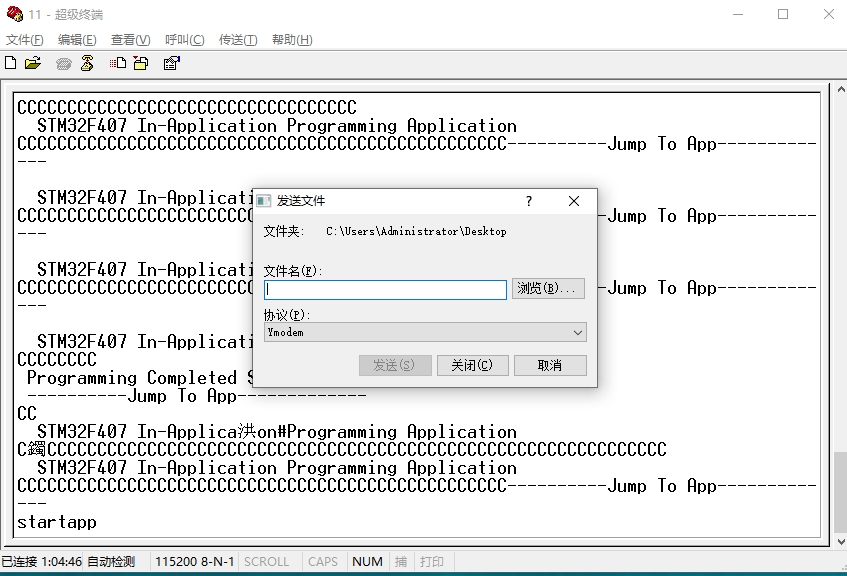 11 - 超级终端
文件(F) 编辑(E) 查看(V) 呼叫(C) 传送(T) 帮助(H)
CCCCCCCCCCCCCCCCCCCCCCCCCCCCCCCCCC
STM32F407 In-Application Programming Application
CCCCCCCCCCCCCCCCCCCCCCCCCCCCCCCCCCCCCCCCCCCCCCCCC----------Jump To App----------
---
STM32F407 In-Applicati
CCCCCCCCCCCCCCCCCCCCCCCC -Jump To App----------
---
STM32F407 In-Applicati
CCCCCCCCCCCCCCCCCCCCCCCC -Jump To App----------
---
STM32F407 In-Applicati
CCCCCCCC
Programming Completed
----------Jump To App-------------
CC
STM32F407 In-Applica洪on#Programming Application
C鐲CCCCCCCCCCCCCCCCCCCCCCCCCCCCCCCCCCCCCCCCCCCCCCCCCCCCCCCCCCCCCC
STM32F407 In-Application Programming Application
CCCCCCCCCCCCCCCCCCCCCCCCCCCCCCCCCCCCCCCCCCCCCCCCC----------Jump To App----------
---
startapp
发送文件
文件夹: C:\Users\Administrator\Desktop
文件名(F):
浏览(B)...
协议(P):
Ymodem
发送(S) 关闭(C) 取消
已连接 1:04:46 自动检测 115200 8-N-1 SCROLL CAPS NUM 捕 打印